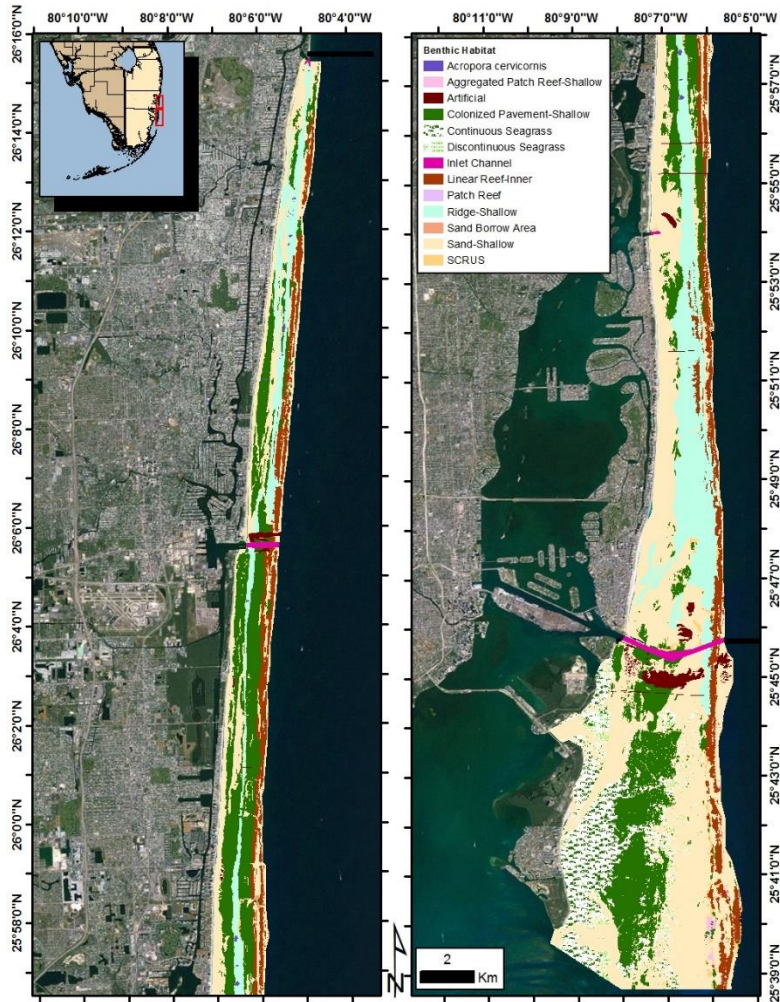 80°10'0"W 80°8'0"W 80°6'0"W 80°4'0"W
80°11'0"W 80°9'0"W 80°7'0"W 80°5'0"W
26°16'0"N
26°14'0"N
26°12'0"N
26°10'0"N
26°8'0"N
26°6'0"N
26°4'0"N
26°2'0"N
26°0'0"N
25°58'0"N
Benthic Habitat
Acropora cervicornis
Aggregated Patch Reef-Shallow
Artificial
Colonized Pavement-Shallow
Continuous Seagrass
Discontinuous Seagrass
Inlet Channel
Linear Reef-Inner
Patch Reef
Ridge-Shallow
Sand Borrow Area
Sand-Shallow
SCRUS
25°57'0"N
25°55'0"N
25°53'0"N
25°51'0"N
25°49'0"N
25°47'0"N
25°45'0"N
25°43'0"N
25°41'0"N
25°39'0"N
N
2
Km